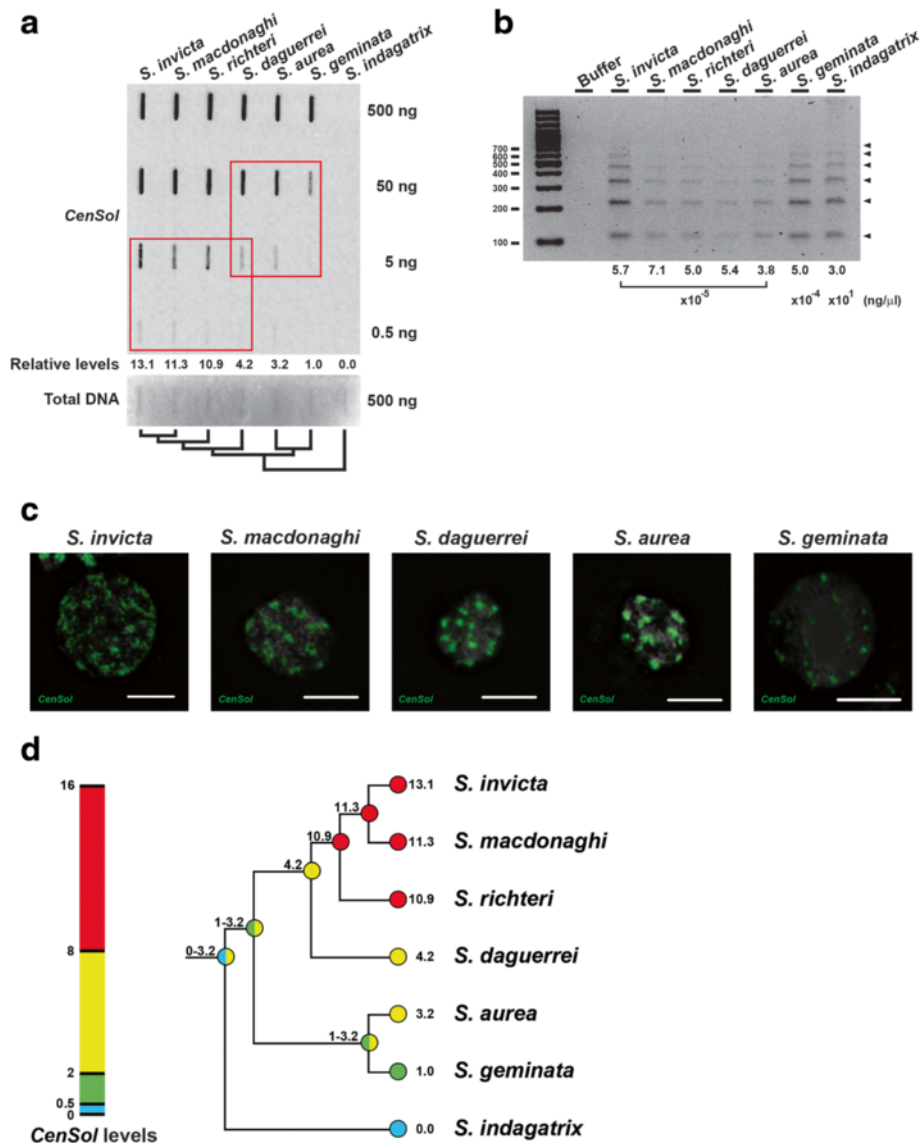 a
S. invicta
S. macdonaghi
S. richteri
S. daguerrei
S. aurea
S. geminata
S. indagatrix
500 ng
50 ng
CenSol
5 ng
0.5 ng
Relative levels 13.1 11.3 10.9 4.2 3.2 1.0 0.0
Total DNA 500 ng
b
Buffer
S. invicta
S. macdonaghi
S. richteri
S. daguerrei
S. aurea
S. geminata
S. indagatrix
700
600
500
400
300
200
100
5.7 7.1 5.0 5.4 3.8 5.0 3.0
x10-5 x10-4 x101 (ng/µl)
c
S. invicta S. macdonaghi S. daguerrei S. aurea S. geminata
CenSol CenSol CenSol CenSol CenSol
d
16
8
2
0.5
0
CenSol levels
13.1 S. invicta
11.3
11.3 S. macdonaghi
10.9
10.9 S. richteri
4.2
4.2 S. daguerrei
1-3.2
0-3.2
3.2 S. aurea
1-3.2
1.0 S. geminata
0.0 S. indagatrix